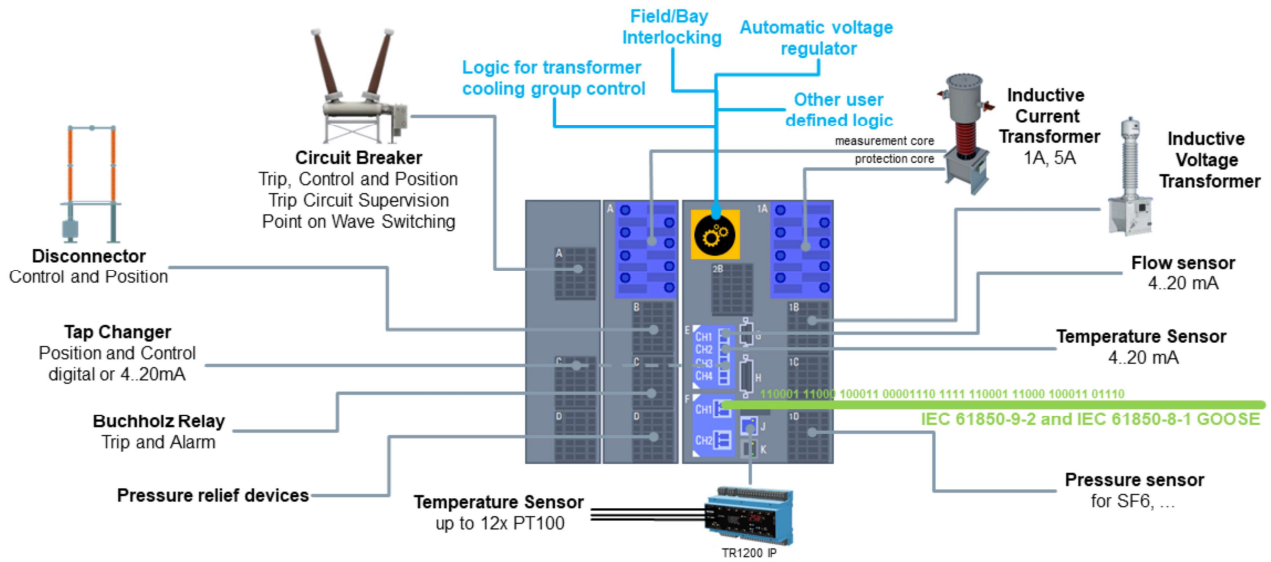 Field/Bay
Interlocking
Automatic voltage
regulator
Logic for transformer
cooling group control
Other user
defined logic
Circuit Breaker
Trip, Control and Position
Trip Circuit Supervision
Point on Wave Switching
measurement core
protection core
Inductive
Current
Transformer
1A, 5A
Inductive
Voltage
Transformer
Disconnector
Control and Position
Tap Changer
Position and Control
digital or 4..20mA
Buchholz Relay
Trip and Alarm
Pressure relief devices
Temperature Sensor
up to 12x PT100
TR1200 IP
A
C
D
A
B
C
D
1A
2B
1B
1C
1D
E
CH1
CH2
CH3
CH4
G
H
F
CH1
CH2
J
K
Flow sensor
4..20 mA
Temperature Sensor
4..20 mA
110001 11000 100011 00001110 1111 110001 11000 100011 01110
IEC 61850-9-2 and IEC 61850-8-1 GOOSE
Pressure sensor
for SF6, ...